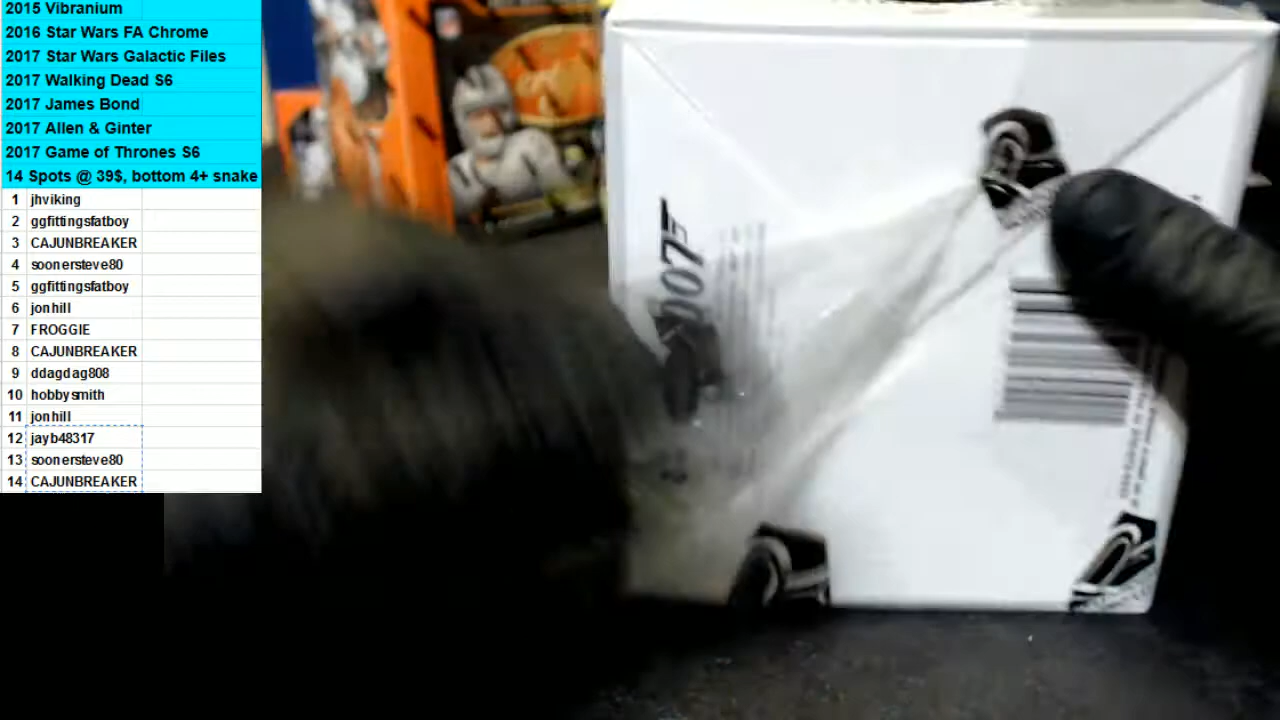 2015 Vibranium
2016 Star Wars FA Chrome
2017 Star Wars Galactic Files
2017 Walking Dead S6
2017 James Bond
2017 Allen & Ginter
2017 Game of Thrones S6
14 Spots @ 39$, bottom 4+ snake
1 jhviking
2 ggfittingsfatboy
3 CAJUNBREAKER
4 soonersteve80
5 ggfittingsfatboy
6 jonhill
7 FROGGIE
8 CAJUNBREAKER
9 ddagdag808
10 hobbysmith
11 jonhill
12 jayb48317
13 soonersteve80
14 CAJUNBREAKER
007